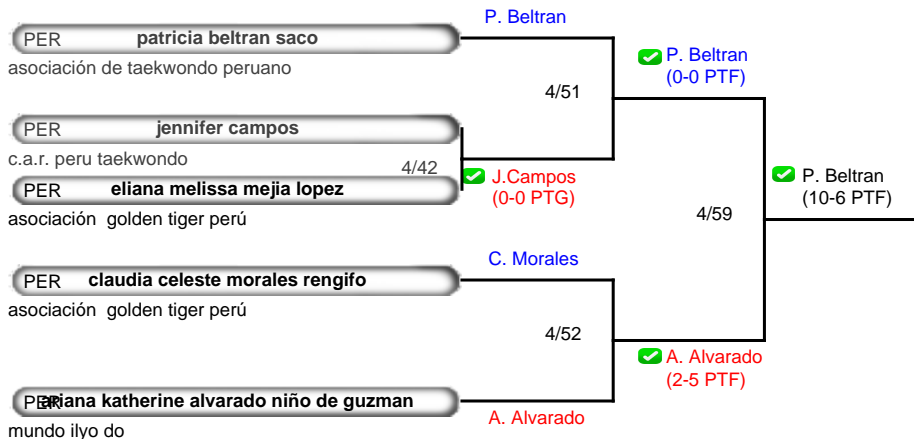 P. Beltran
PER patricia beltran saco
asociación de taekwondo peruano
P. Beltran
(0-0 PTF)
4/51
PER jennifer campos
c.a.r. peru taekwondo
4/42
J.Campos
(0-0 PTG)
PER eliana melissa mejia lopez
asociación golden tiger perú
P. Beltran
(10-6 PTF)
4/59
C. Morales
PER claudia celeste morales rengifo
asociación golden tiger perú
4/52
A. Alvarado
(2-5 PTF)
PER ariana katherine alvarado niño de guzman
A. Alvarado
mundo ilyo do